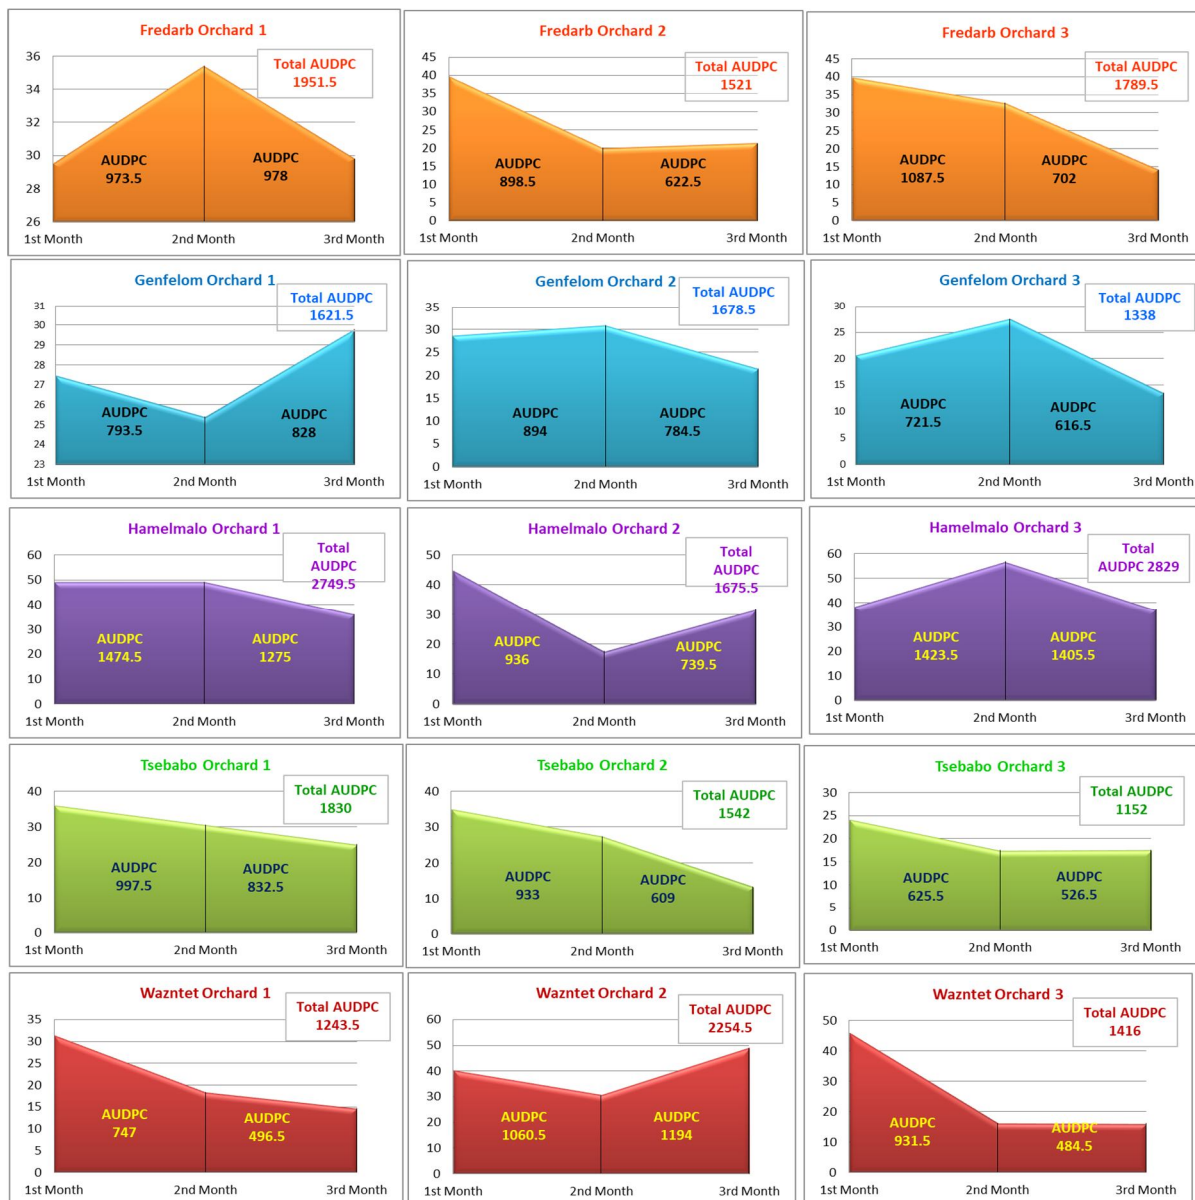 Fredarb Orchard 1
Total AUDPC
1951.5
36
34
32
30
28
26
AUDPC
973.5
AUDPC
978
1st Month
2nd Month
3rd Month
Fredarb Orchard 2
Total AUDPC
1521
45
40
35
30
25
20
15
10
5
0
AUDPC
898.5
AUDPC
622.5
1st Month
2nd Month
3rd Month
Fredarb Orchard 3
Total AUDPC
1789.5
45
40
35
30
25
20
15
10
5
0
AUDPC
1087.5
AUDPC
702
1st Month
2nd Month
3rd Month
Genfelom Orchard 1
Total AUDPC
1621.5
31
30
29
28
27
26
25
24
23
AUDPC
793.5
AUDPC
828
1st Month
2nd Month
3rd Month
Genfelom Orchard 2
Total AUDPC
1678.5
35
30
25
20
15
10
5
0
AUDPC
894
AUDPC
784.5
1st Month
2nd Month
3rd Month
Genfelom Orchard 3
Total AUDPC
1338
30
25
20
15
10
5
0
AUDPC
721.5
AUDPC
616.5
1st Month
2nd Month
3rd Month
Hamelmalo Orchard 1
Total
AUDPC
2749.5
60
50
40
30
20
10
0
AUDPC
1474.5
AUDPC
1275
1st Month
2nd Month
3rd Month
Hamelmalo Orchard 2
Total
AUDPC
1675.5
50
40
30
20
10
0
AUDPC
936
AUDPC
739.5
1st Month
2nd Month
3rd Month
Hamelmalo Orchard 3
Total
AUDPC 2829
60
50
40
30
20
10
0
AUDPC
1423.5
AUDPC
1405.5
1st Month
2nd Month
3rd Month
Tsebabo Orchard 1
Total AUDPC
1830
40
30
20
10
0
AUDPC
997.5
AUDPC
832.5
1st Month
2nd Month
3rd Month
Tsebabo Orchard 2
Total AUDPC
1542
40
30
20
10
0
AUDPC
933
AUDPC
609
1st Month
2nd Month
3rd Month
Tsebabo Orchard 3
Total AUDPC
1152
30
25
20
15
10
5
0
AUDPC
625.5
AUDPC
526.5
1st Month
2nd Month
3rd Month
Wazntet Orchard 1
Total AUDPC
1243.5
35
30
25
20
15
10
5
0
AUDPC
747
AUDPC
496.5
1st Month
2nd Month
3rd Month
Wazntet Orchard 2
Total AUDPC
2254.5
60
50
40
30
20
10
0
AUDPC
1060.5
AUDPC
1194
1st Month
2nd Month
3rd Month
Wazntet Orchard 3
Total AUDPC
1416
50
40
30
20
10
0
AUDPC
931.5
AUDPC
484.5
1st Month
2nd Month
3rd Month